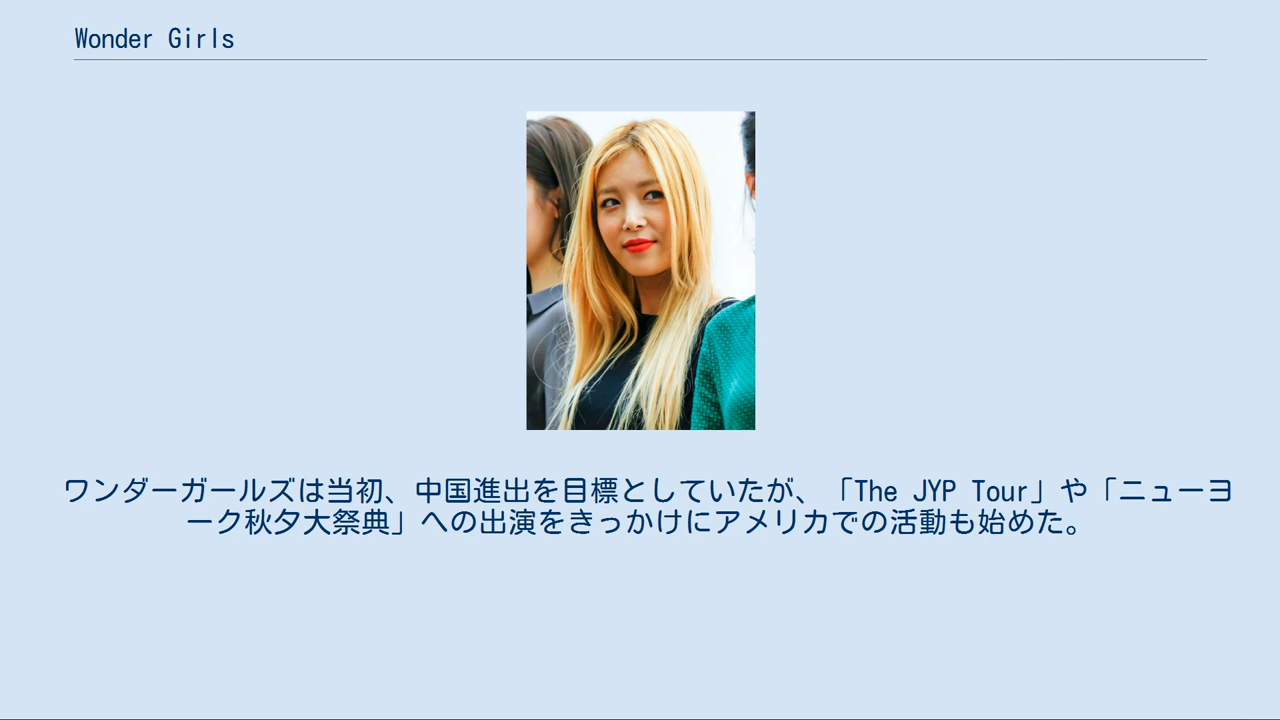 Wonder Girls
ワンダーガールズは当初、中国進出を目標としていたが、「The JYP Tour」や「ニューヨ
ーク秋夕大祭典」への出演をきっかけにアメリカでの活動も始めた。